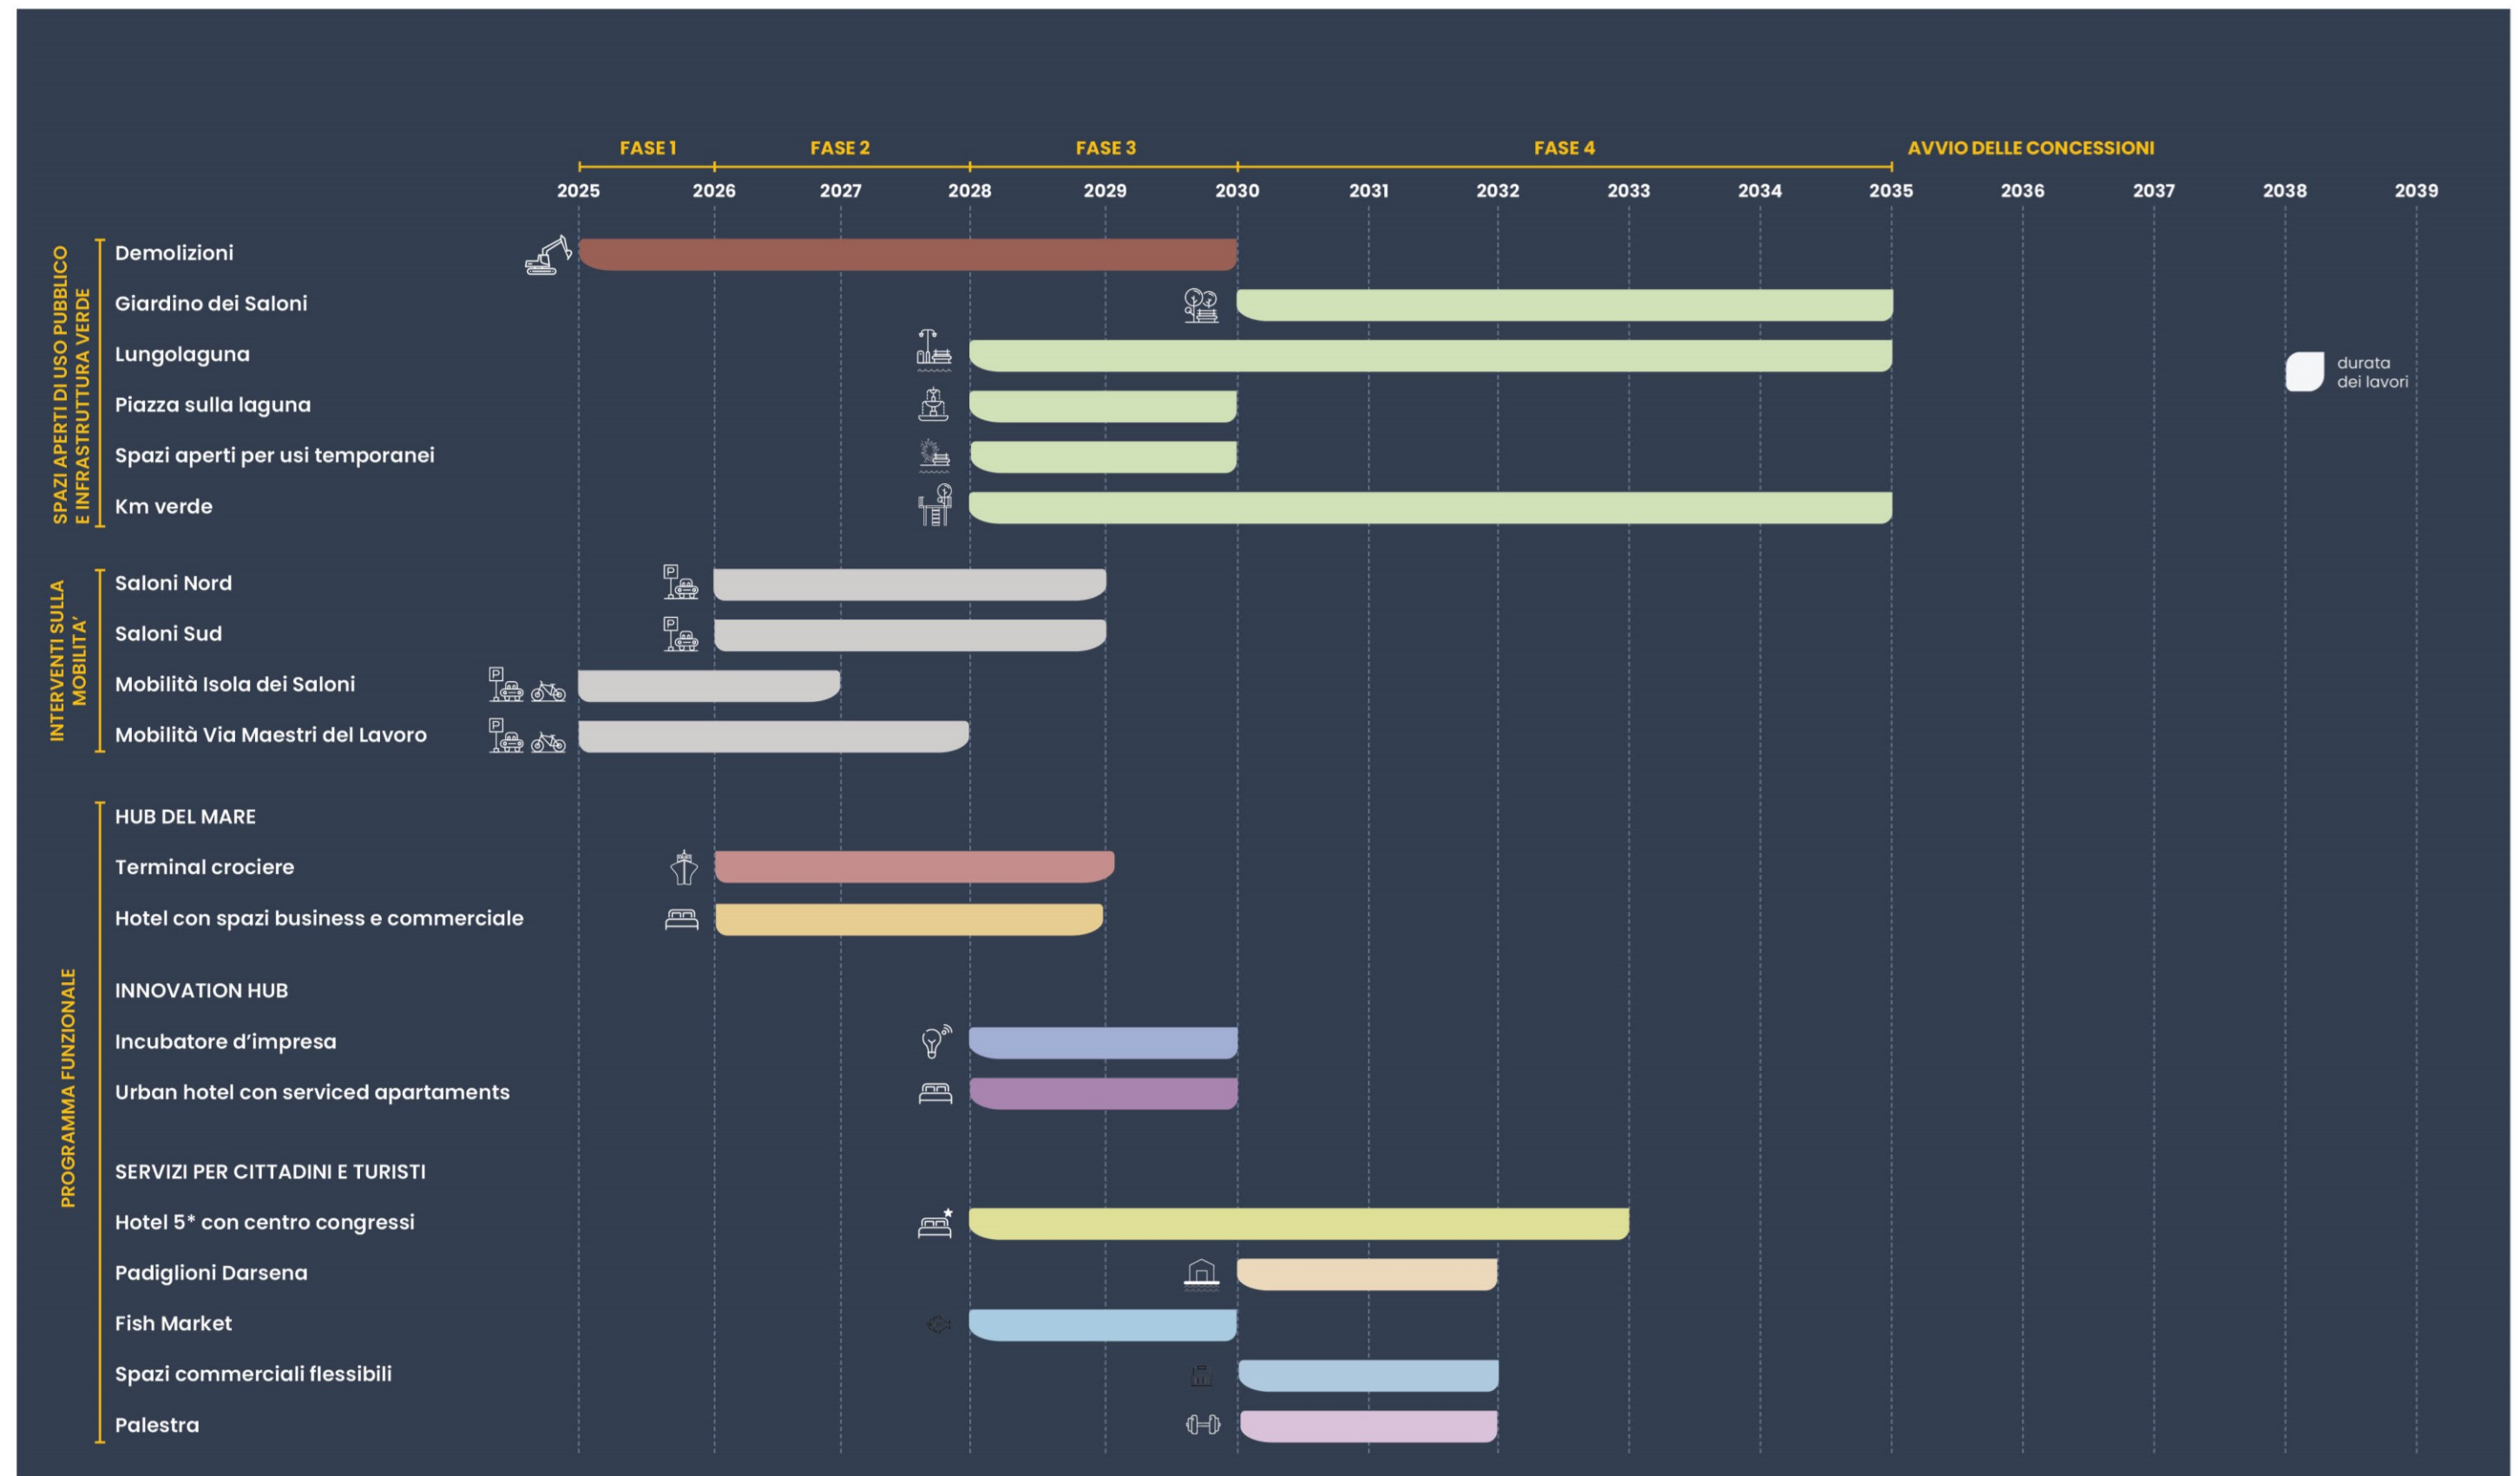 FASE 1
FASE 2
FASE 3
FASE 4
AVVIO DELLE CONCESSIONI
2025
2026
2027
2028
2029
2030
2031
2032
2033
2034
2035
2036
2037
2038
2039
SPAZI APERTI DI USO PUBBLICO
E INFRASTRUTTURA VERDE
Demolizioni
Giardino dei Saloni
Lungolaguna
Piazza sulla laguna
Spazi aperti per usi temporanei
Km verde
durata
dei lavori
INTERVENTI SULLA
MOBILITA’
Saloni Nord
P
Saloni Sud
P
Mobilità Isola dei Saloni
P
Mobilità Via Maestri del Lavoro
P
PROGRAMMA FUNZIONALE
HUB DEL MARE
Terminal crociere
Hotel con spazi business e commerciale
INNOVATION HUB
Incubatore d’impresa
Urban hotel con serviced apartaments
SERVIZI PER CITTADINI E TURISTI
Hotel 5* con centro congressi
Padiglioni Darsena
Fish Market
Spazi commerciali flessibili
Palestra